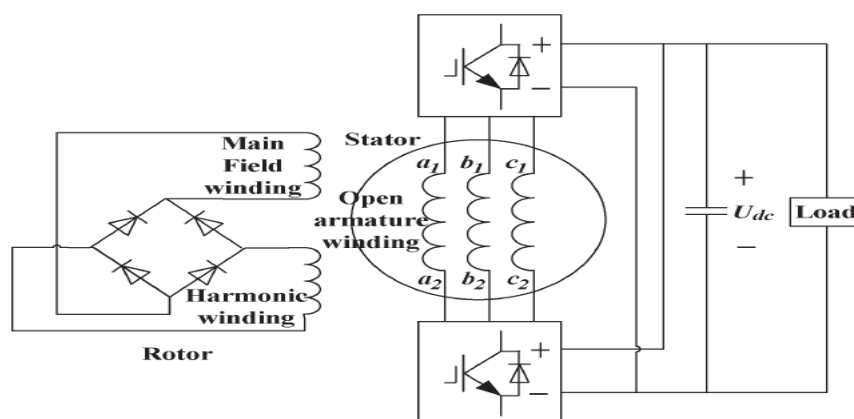 +
−
Main
Field
winding
Stator
a1 b1 c1
Open
armature
winding
+
Udc
−
Load
Harmonic
winding
a2 b2 c2
Rotor
+
−